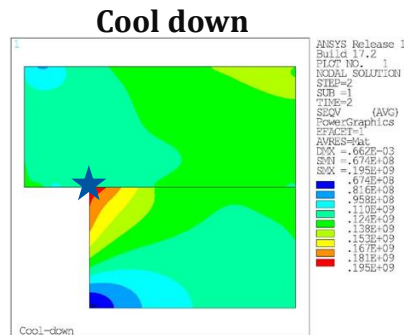 Cool down
1
ANSYS Release 1
Build 17.2
PLOT NO. 1
NODAL SOLUTION
STEP=2
SUB =1
TIME=2
SEQV (AVG)
PowerGraphics
EFACET=1
AVRES=Mat
DMX =.662E-03
SMN =.674E+08
SMX =.195E+09
.674E+08
.816E+08
.958E+08
.110E+09
.124E+09
.138E+09
.153E+09
.167E+09
.181E+09
.195E+09
Cool-down